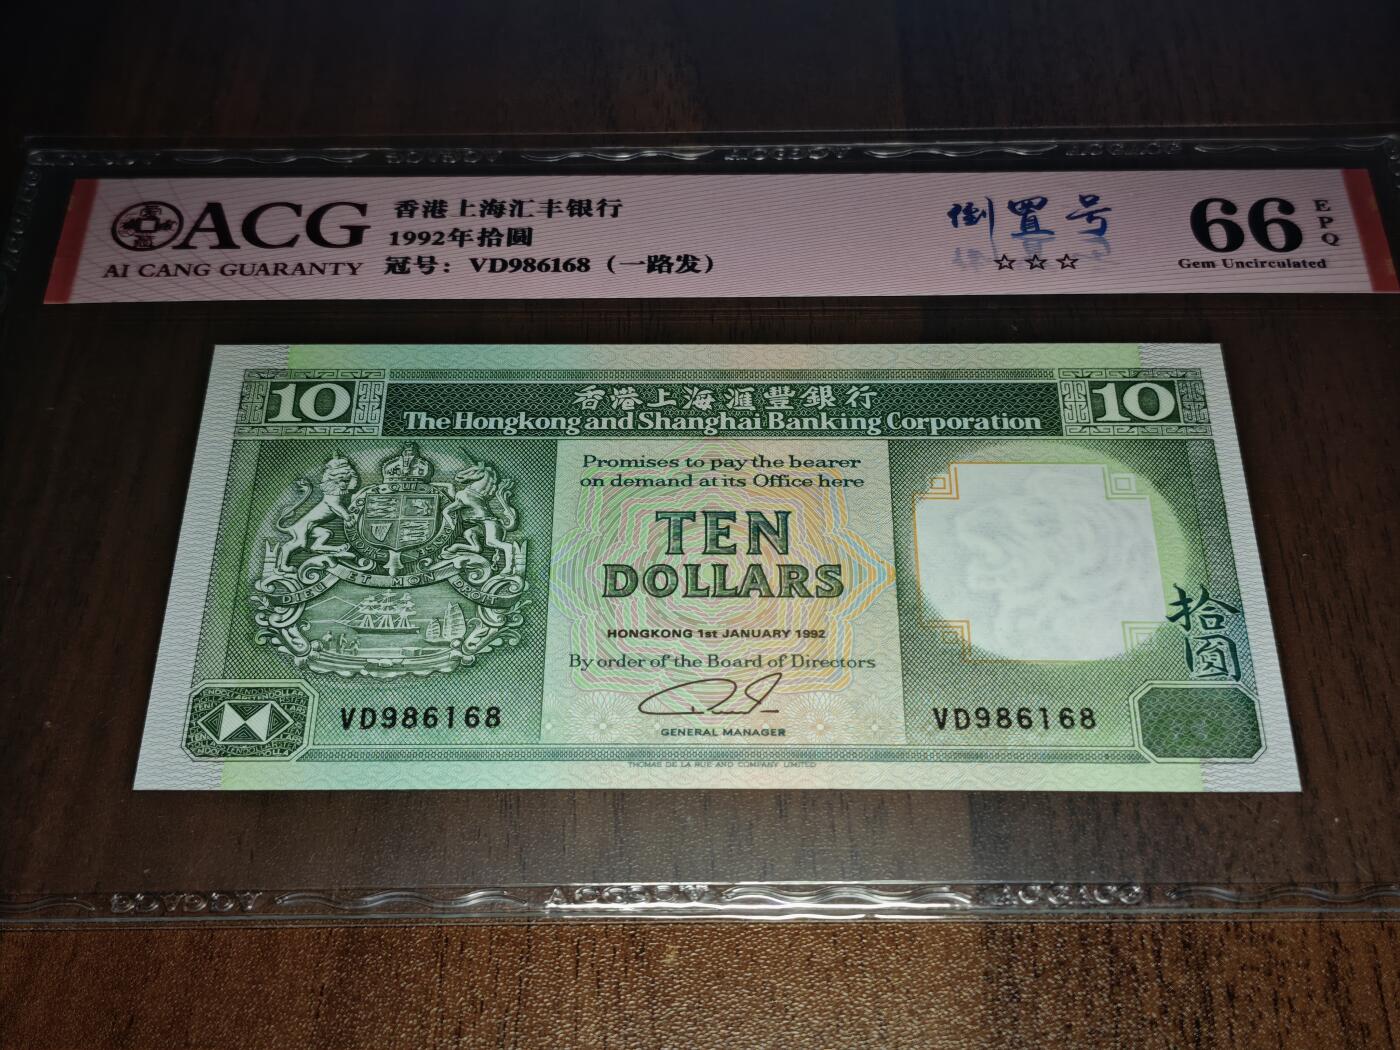 ACG
AI CANG GUARANTY
香港上海汇丰银行
1992年拾圆
冠号：VD986168（一路发）
倒置号
☆☆☆
66
EPQ
Gem Uncirculated
10
香港上海滙豐銀行
10
The Hongkong and Shanghai Banking Corporation
Promises to pay the bearer
on demand at its Office here
TEN
DOLLARS
HONGKONG 1st JANUARY 1992
By order of the Board of Directors
GENERAL MANAGER
THOMAS DE LA RUE AND COMPANY LIMITED
DIEU ET MON DROIT
拾圓
VD986168
VD986168